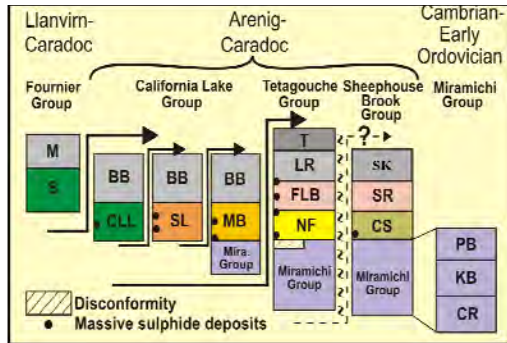 Llanvirn-
Caradoc
Arenig-
Caradoc
Cambrian-
Early
Ordovician
Fournier
Group
California Lake
Group
Tetagouche
Group
Sheephouse
Brook Group
Miramichi
Group
M
S
BB
CLL
BB
SL
BB
MB
Mira.
Group
T
LR
FLB
NF
Miramichi
Group
?
SK
SR
CS
Miramichi
Group
PB
KB
CR
Disconformity
Massive sulphide deposits